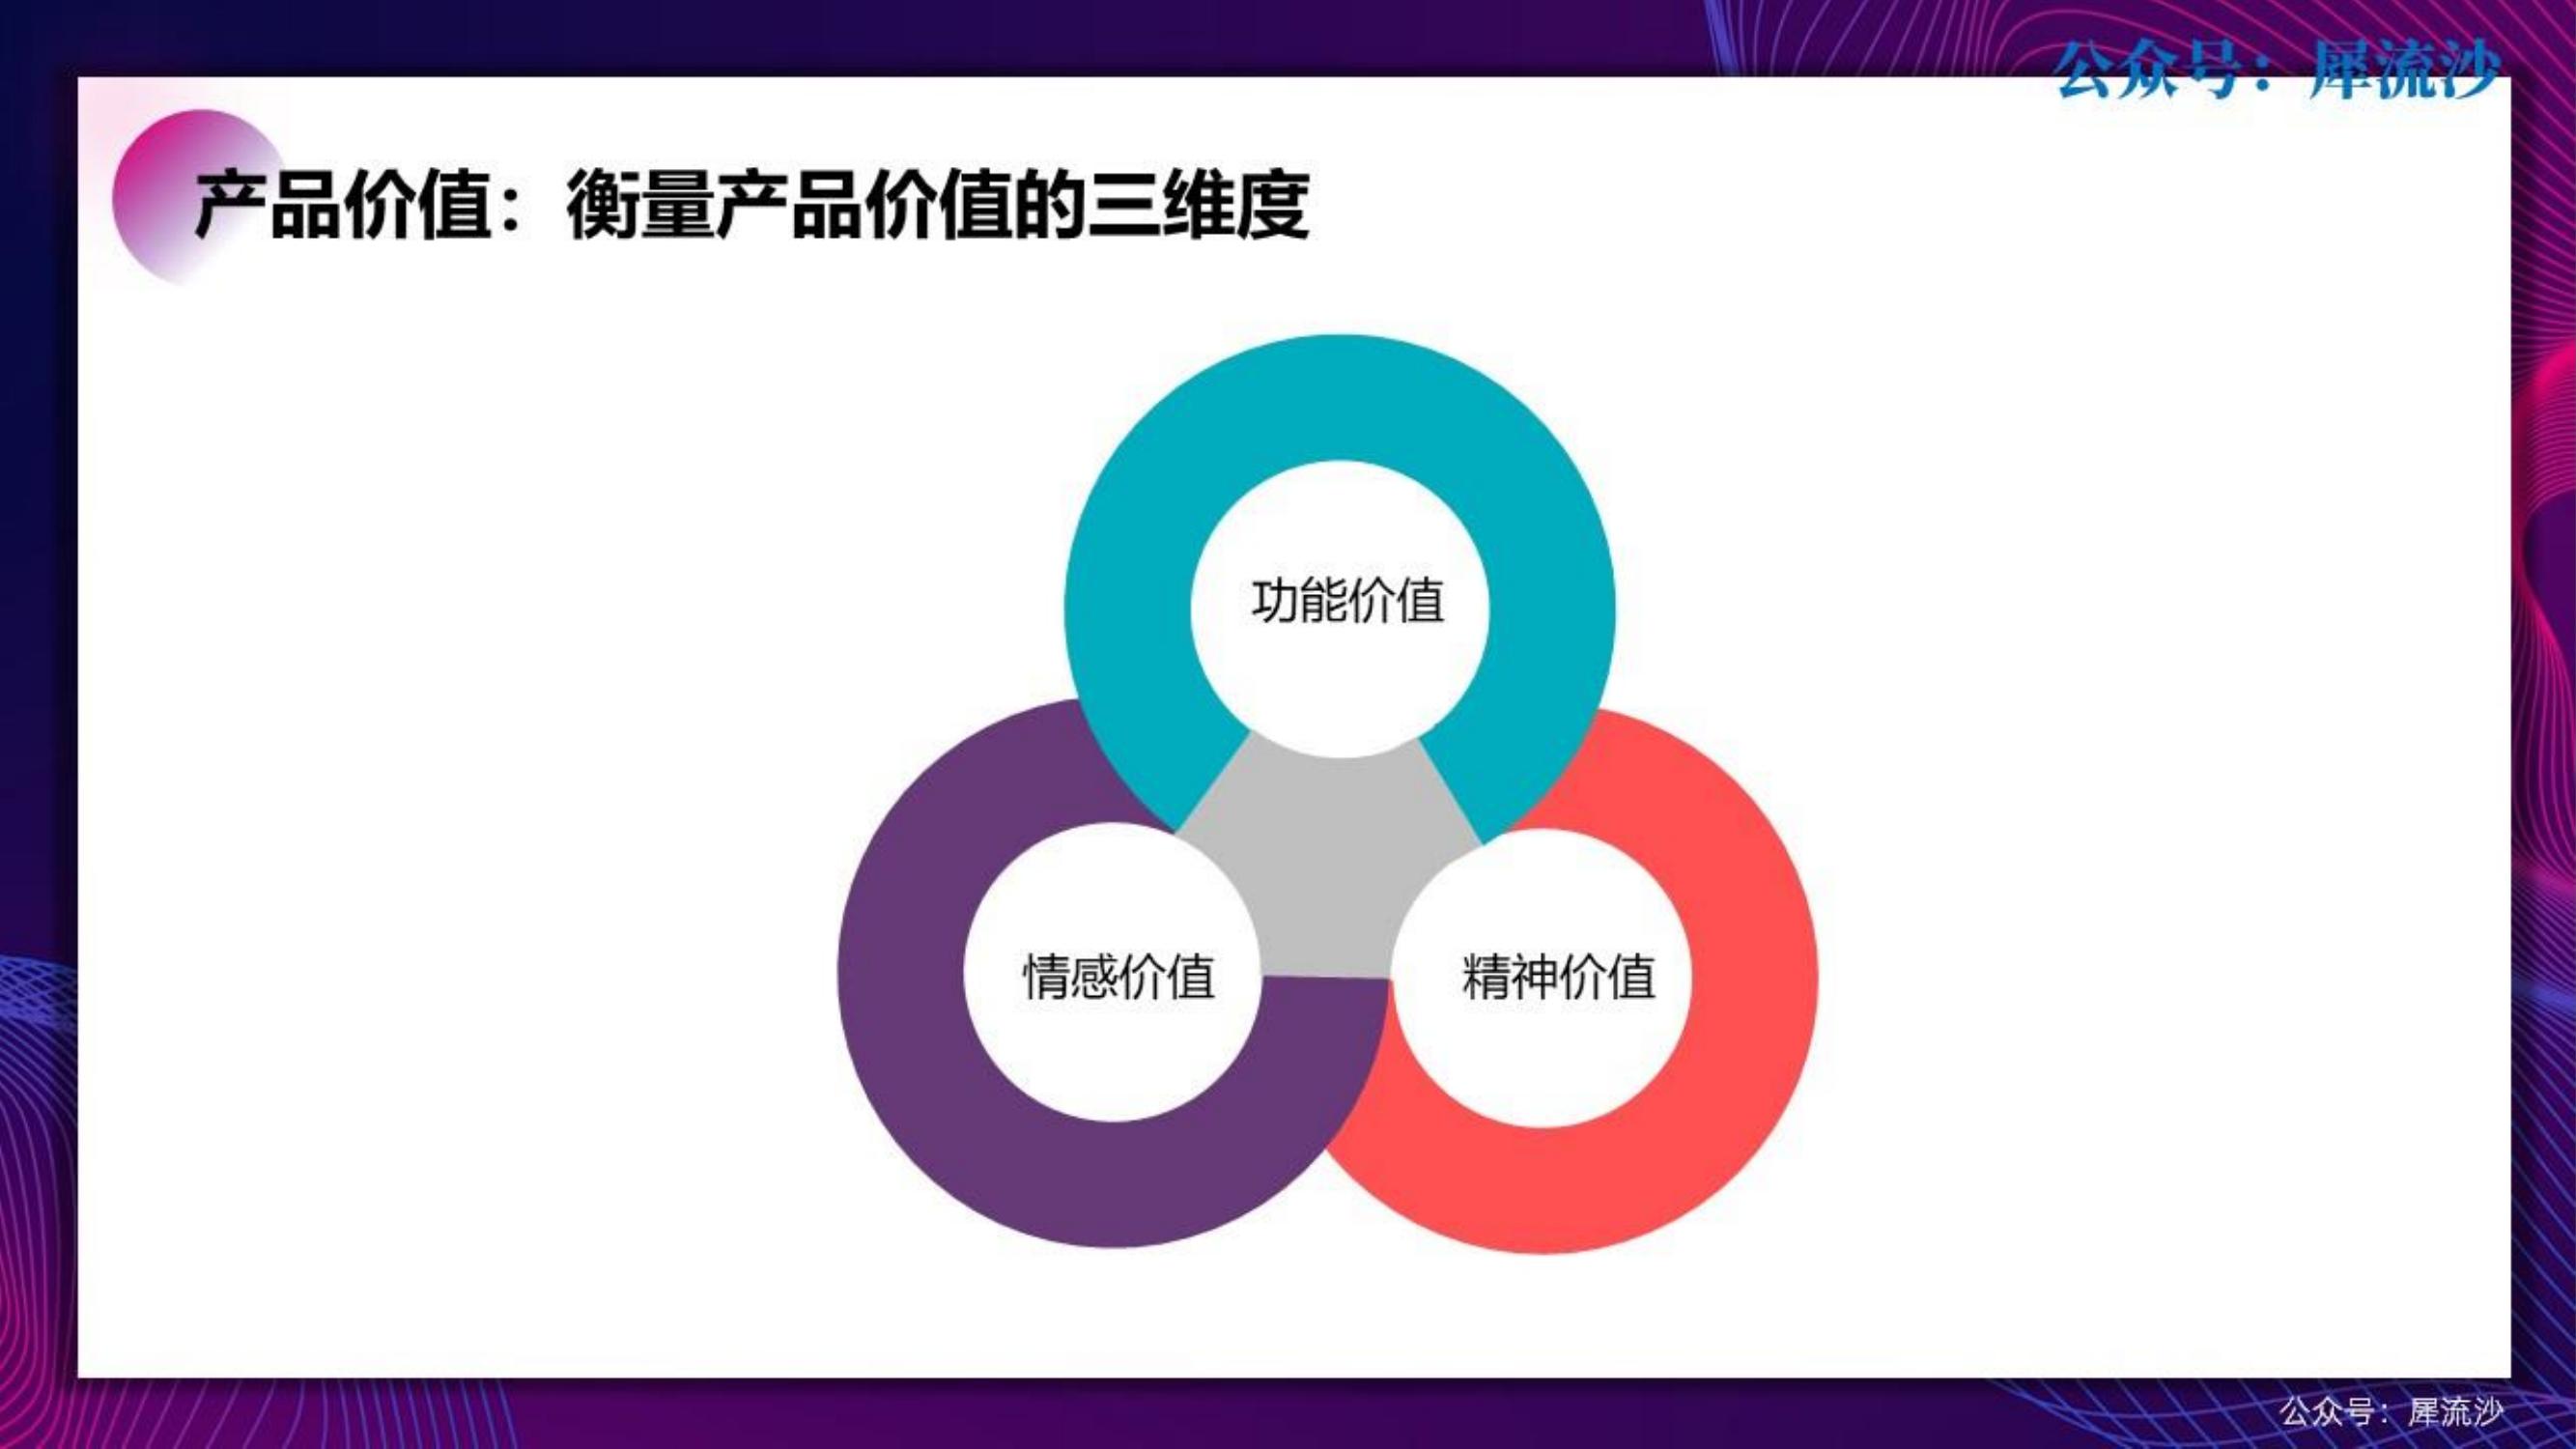 公众号：犀流沙
产品价值：衡量产品价值的三维度
功能价值
情感价值
精神价值
公众号：犀流沙